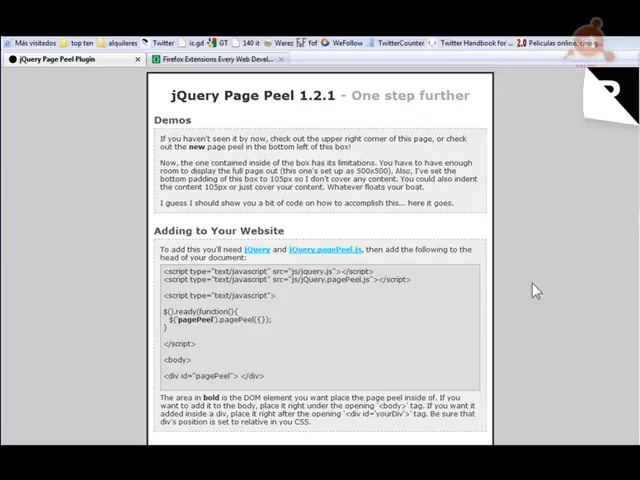 Más visitados top ten alquileres Twitter is.gd GT 140 it Warez fof WeFollow TwitterCounter Twitter Handbook for ... Peliculas online, cine g...
jQuery Page Peel Plugin Firefox Extensions Every Web Devel...
jQuery Page Peel 1.2.1 - One step further
Demos
If you haven't seen it by now, check out the upper right corner of this page, or check
out the new page peel in the bottom left of this box!
Now, the one contained inside of the box has its limitations. You have to have enough
room to display the full page out (this one's set up as 500x500). Also, I've set the
bottom padding of this box to 105px so I don't cover any content. You could also indent
the content 105px or just cover your content. Whatever floats your boat.
I guess I should show you a bit of code on how to accomplish this... here it goes.
Adding to Your Website
To add this you'll need jQuery and jQuery.pagePeel.js, then add the following to the
head of your document:
<script type="text/javascript" src="js/jquery.js"></script>
<script type="text/javascript" src="js/jQuery.pagePeel.js"></script>
<script type="text/javascript">
$().ready(function(){
$('pagePeel').pagePeel({});
}
</script>
<body>
<div id="pagePeel"> </div>
The area in bold is the DOM element you want place the page peel inside of. If you
want to add it to the body, place it right under the opening '<body>' tag. If you want it
added inside a div, place it right after the opening '<div id='yourDiv'>' tag. Be sure that
div's position is set to relative in you CSS.